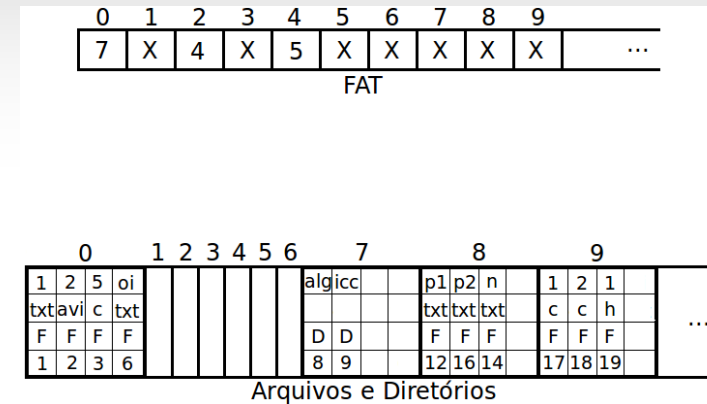 0 1 2 3 4 5 6 7 8 9
7 X 4 X 5 X X X X X ...
FAT
0 1 2 3 4 5 6 7 8 9
1 2 5 oi alg icc p1 p2 n 1 2 1
txt avi c txt txt txt txt c c h
...
F F F F D D F F F F F F
1 2 3 6 8 9 12 16 14 17 18 19
Arquivos e Diretórios